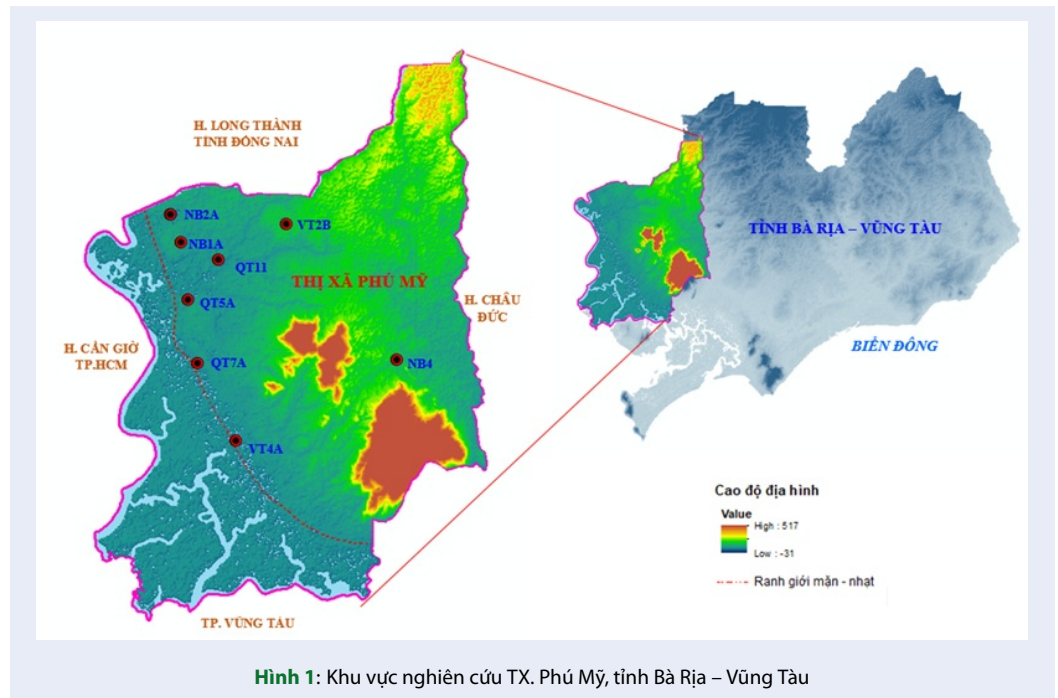 H. LONG THÀNH
TỈNH ĐỒNG NAI
NB2A
VT2B
NB1A
QT11
THỊ XÃ PHÚ MỸ
QT5A
H. CHÂU
ĐỨC
H. CẦN GIỜ
TP.HCM
QT7A
NB4
VT4A
TP. VŨNG TÀU
TỈNH BÀ RỊA – VŨNG TÀU
BIỂN ĐÔNG
Cao độ địa hình
Value
High : 517
Low : -31
Ranh giới mặn - nhạt
Hình 1: Khu vực nghiên cứu TX. Phú Mỹ, tỉnh Bà Rịa – Vũng Tàu